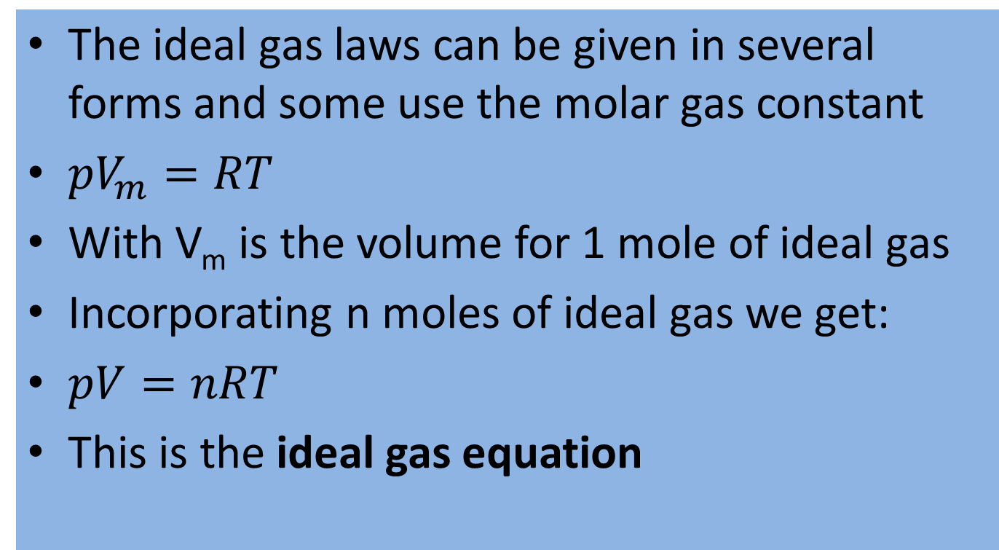 • The ideal gas laws can be given in several
forms and some use the molar gas constant
• $pV_m = RT$
• With V$_m$ is the volume for 1 mole of ideal gas
• Incorporating n moles of ideal gas we get:
• $pV = nRT$
• This is the ideal gas equation